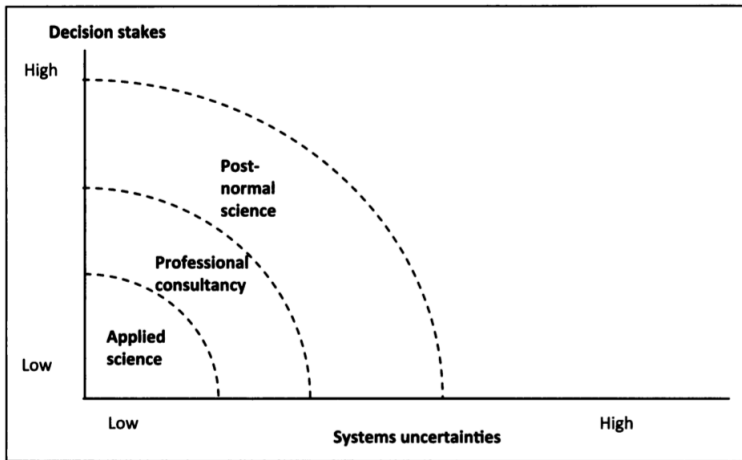 Decision stakes
High
Post-
normal
science
Professional
consultancy
Applied
science
Low
Low
High
Systems uncertainties